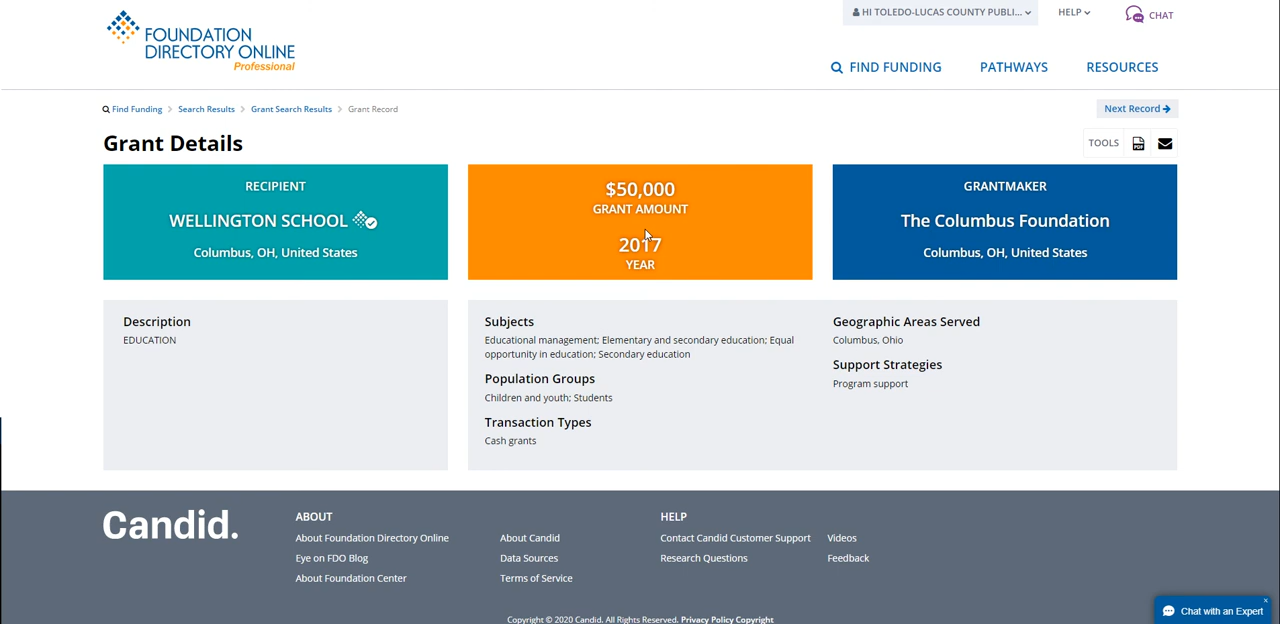 HI TOLEDO-LUCAS COUNTY PUBLI...
HELP
CHAT
FOUNDATION
DIRECTORY ONLINE
Professional
FIND FUNDING
PATHWAYS
RESOURCES
Find Funding
Search Results
Grant Search Results
Grant Record
Next Record
Grant Details
TOOLS
PDF
RECIPIENT
WELLINGTON SCHOOL
Columbus, OH, United States
$50,000
GRANT AMOUNT
2017
YEAR
GRANTMAKER
The Columbus Foundation
Columbus, OH, United States
Description
EDUCATION
Subjects
Educational management; Elementary and secondary education; Equal
opportunity in education; Secondary education
Population Groups
Children and youth; Students
Transaction Types
Cash grants
Geographic Areas Served
Columbus, Ohio
Support Strategies
Program support
Candid.
ABOUT
About Foundation Directory Online
Eye on FDO Blog
About Foundation Center
About Candid
Data Sources
Terms of Service
HELP
Contact Candid Customer Support
Research Questions
Videos
Feedback
Chat with an Expert
Copyright © 2020 Candid. All Rights Reserved. Privacy Policy Copyright